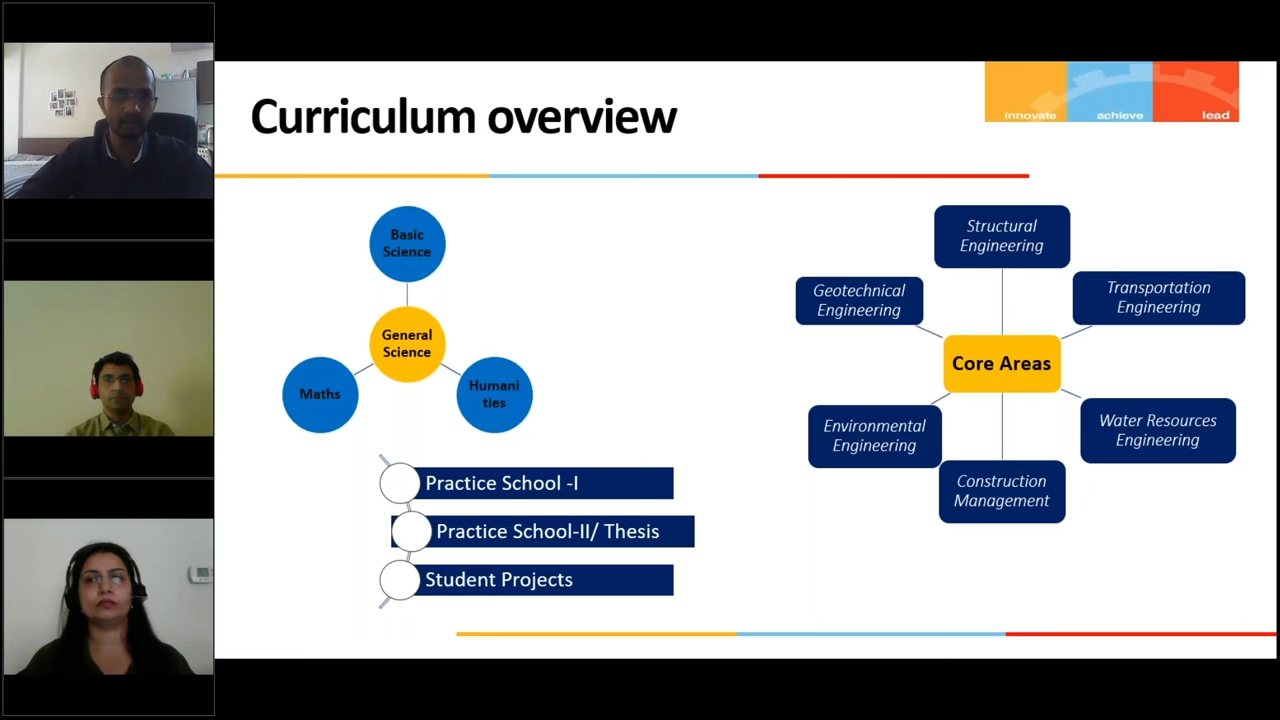 Curriculum overview
innovate achieve lead
Basic
Science
General
Science
Maths
Humani
ties
Practice School -I
Practice School-II/ Thesis
Student Projects
Structural
Engineering
Geotechnical
Engineering
Transportation
Engineering
Core Areas
Environmental
Engineering
Water Resources
Engineering
Construction
Management